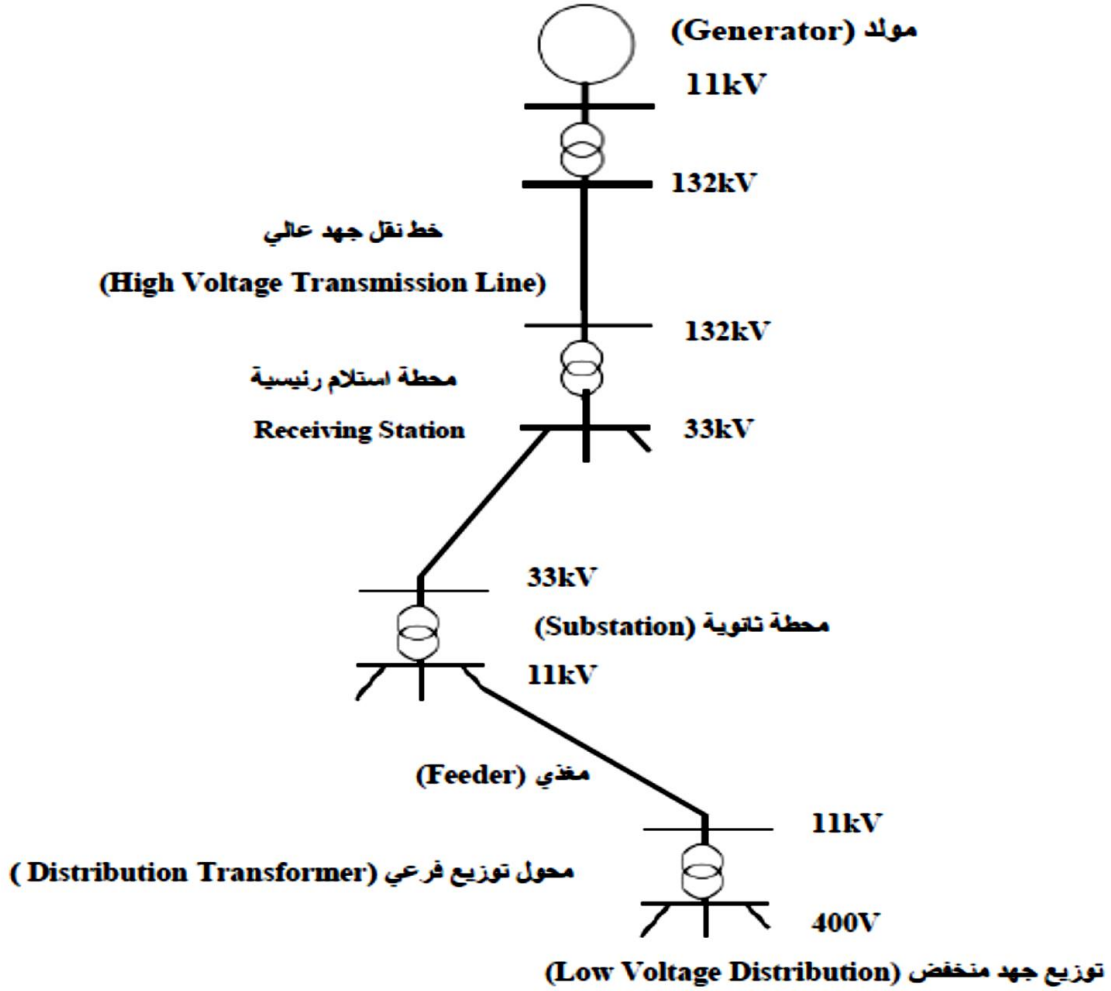 مولد (Generator)
11kV
132kV
خط نقل جهد عالي
(High Voltage Transmission Line)
132kV
محطة استلام رئيسية
Receiving Station
33kV
33kV
محطة ثانوية (Substation)
11kV
مغذي (Feeder)
11kV
محول توزيع فرعي (Distribution Transformer )
400V
توزيع جهد منخفض (Low Voltage Distribution)